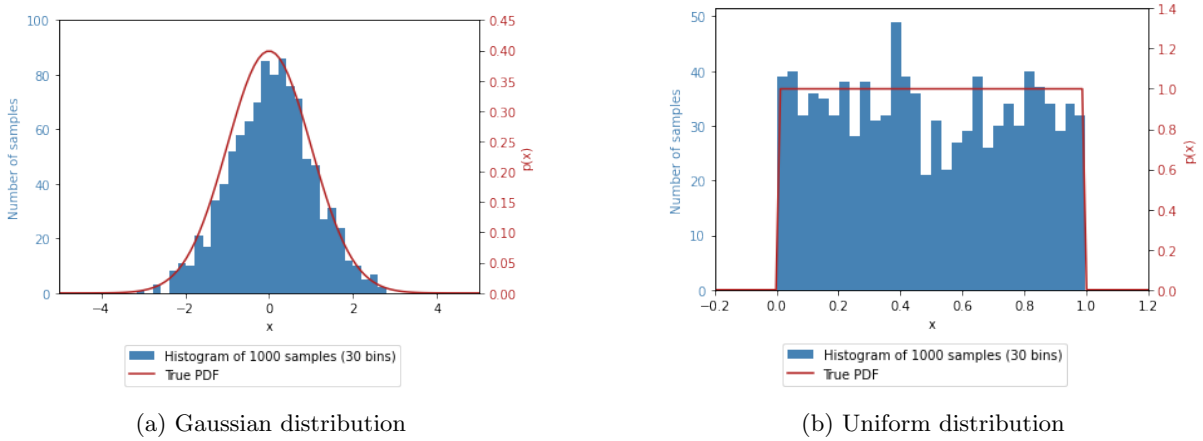 100
80
60
40
20
0
Number of samples
0.45
0.40
0.35
0.30
0.25
0.20
0.15
0.10
0.05
0.00
p(x)
−4 −2 0 2 4
x
Histogram of 1000 samples (30 bins)
True PDF
(a) Gaussian distribution
50
40
30
20
10
0
Number of samples
1.4
1.2
1.0
0.8
0.6
0.4
0.2
0.0
p(x)
−0.2 0.0 0.2 0.4 0.6 0.8 1.0 1.2
x
Histogram of 1000 samples (30 bins)
True PDF
(b) Uniform distribution